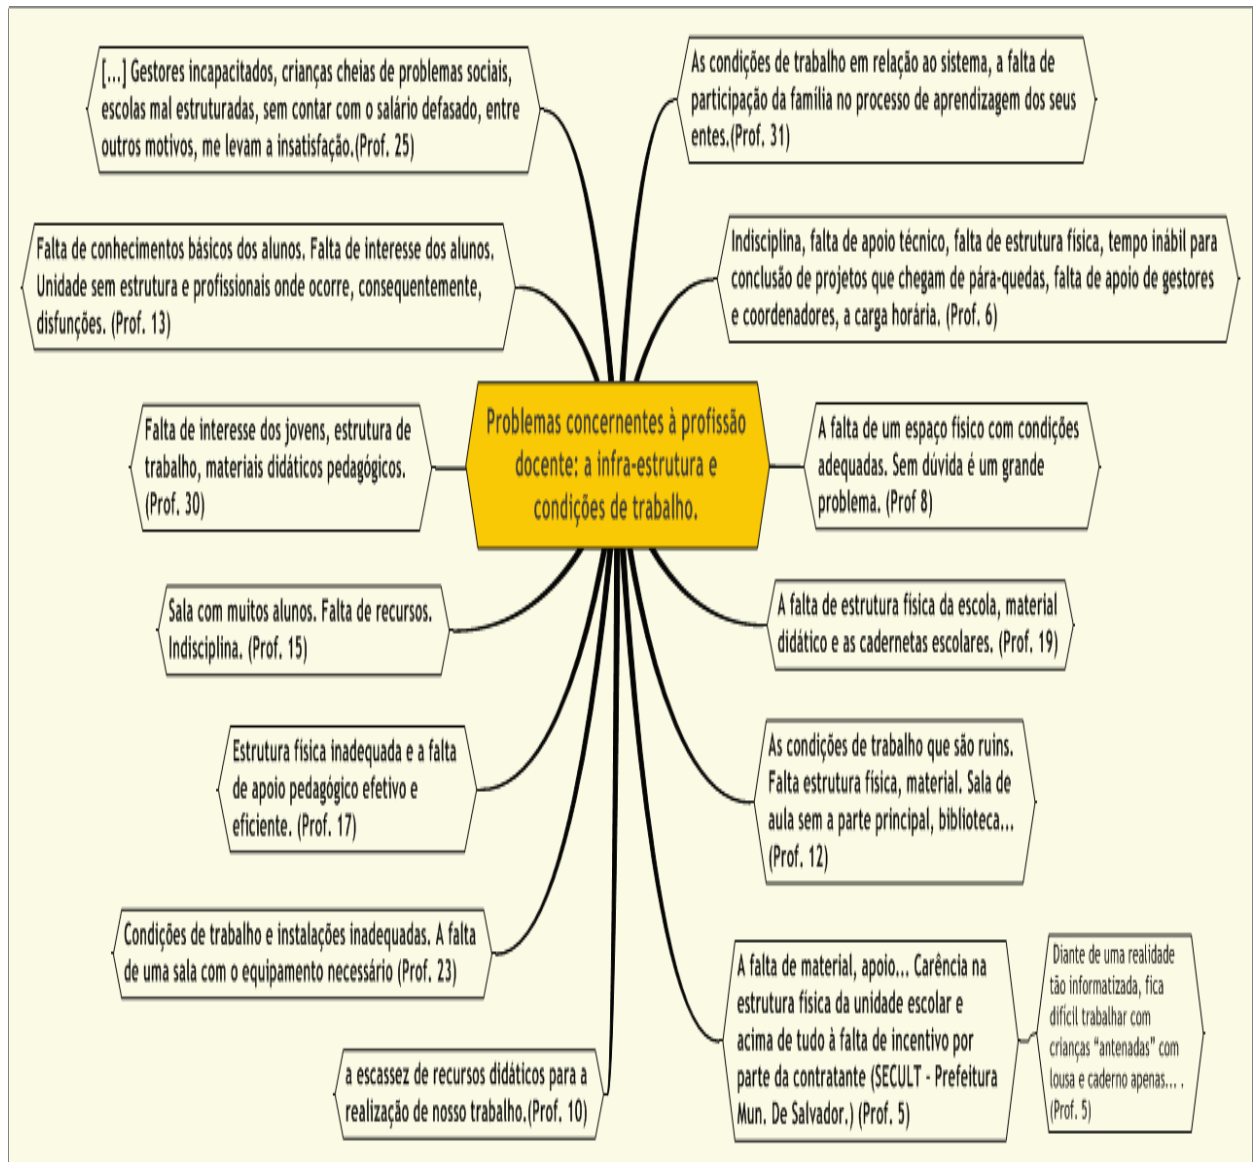 [...] Gestores incapacitados, crianças cheias de problemas sociais,
escolas mal estruturadas, sem contar com o salário defasado, entre
outros motivos, me levam a insatisfação.(Prof. 25)
As condições de trabalho em relação ao sistema, a falta de
participação da família no processo de aprendizagem dos seus
entes.(Prof. 31)
Falta de conhecimentos básicos dos alunos. Falta de interesse dos alunos.
Unidade sem estrutura e profissionais onde ocorre, consequentemente,
disfunções. (Prof. 13)
Indisciplina, falta de apoio técnico, falta de estrutura física, tempo inábil para
conclusão de projetos que chegam de pára-quedas, falta de apoio de gestores
e coordenadores, a carga horária. (Prof. 6)
Falta de interesse dos jovens, estrutura de
trabalho, materiais didáticos pedagógicos.
(Prof. 30)
Problemas concernentes à profissão
docente: a infra-estrutura e
condições de trabalho.
A falta de um espaço físico com condições
adequadas. Sem dúvida é um grande
problema. (Prof 8)
Sala com muitos alunos. Falta de recursos.
Indisciplina. (Prof. 15)
A falta de estrutura física da escola, material
didático e as cadernetas escolares. (Prof. 19)
Estrutura física inadequada e a falta
de apoio pedagógico efetivo e
eficiente. (Prof. 17)
As condições de trabalho que são ruins.
Falta estrutura física, material. Sala de
aula sem a parte principal, biblioteca...
(Prof. 12)
Condições de trabalho e instalações inadequadas. A falta
de uma sala com o equipamento necessário (Prof. 23)
A falta de material, apoio... Carência na
estrutura física da unidade escolar e
acima de tudo à falta de incentivo por
parte da contratante (SECULT - Prefeitura
Mun. De Salvador.) (Prof. 5)
Diante de uma realidade
tão informatizada, fica
difícil trabalhar com
crianças “antenadas” com
lousa e caderno apenas... .
(Prof. 5)
a escassez de recursos didáticos para a
realização de nosso trabalho.(Prof. 10)